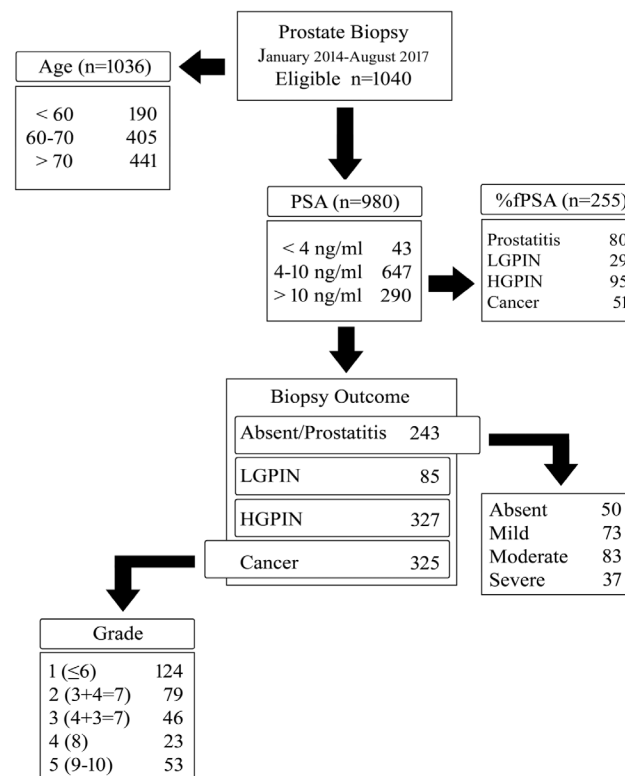 Prostate Biopsy
January 2014-August 2017
Eligible n=1040
Age (n=1036)
< 60 190
60-70 405
> 70 441
PSA (n=980)
< 4 ng/ml 43
4-10 ng/ml 647
> 10 ng/ml 290
%fPSA (n=255)
Prostatitis 80
LGPIN 29
HGPIN 95
Cancer 51
Biopsy Outcome
Absent/Prostatitis 243
LGPIN 85
HGPIN 327
Cancer 325
Absent 50
Mild 73
Moderate 83
Severe 37
Grade
1 (≤6) 124
2 (3+4=7) 79
3 (4+3=7) 46
4 (8) 23
5 (9-10) 53